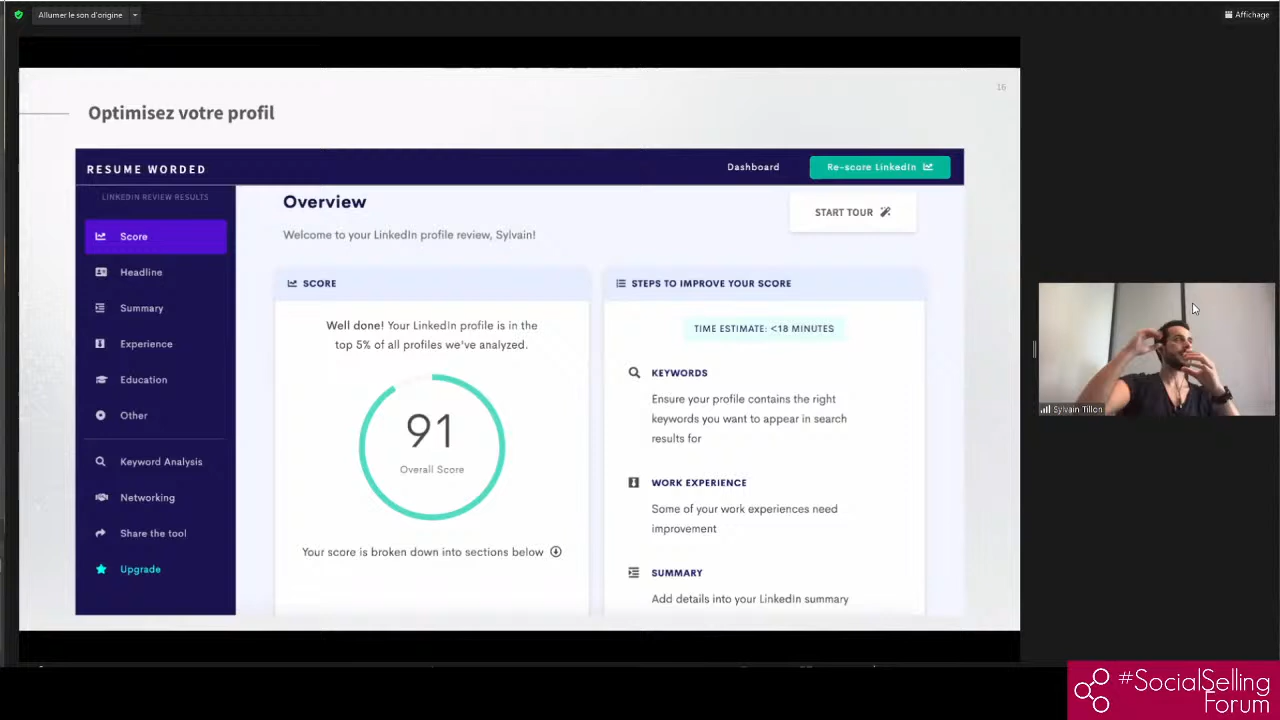 Allumer le son d'origine
Affichage
16
Optimisez votre profil
RESUME WORDED
Dashboard
Re-score LinkedIn
LINKEDIN REVIEW RESULTS
Score
Headline
Summary
Experience
Education
Other
Keyword Analysis
Networking
Share the tool
Upgrade
Overview
START TOUR
Welcome to your LinkedIn profile review, Sylvain!
SCORE
Well done! Your LinkedIn profile is in the
top 5% of all profiles we've analyzed.
91
Overall Score
Your score is broken down into sections below
STEPS TO IMPROVE YOUR SCORE
TIME ESTIMATE: <18 MINUTES
KEYWORDS
Ensure your profile contains the right
keywords you want to appear in search
results for
WORK EXPERIENCE
Some of your work experiences need
improvement
SUMMARY
Add details into your LinkedIn summary
Sylvain Tillon
#SocialSelling
Forum